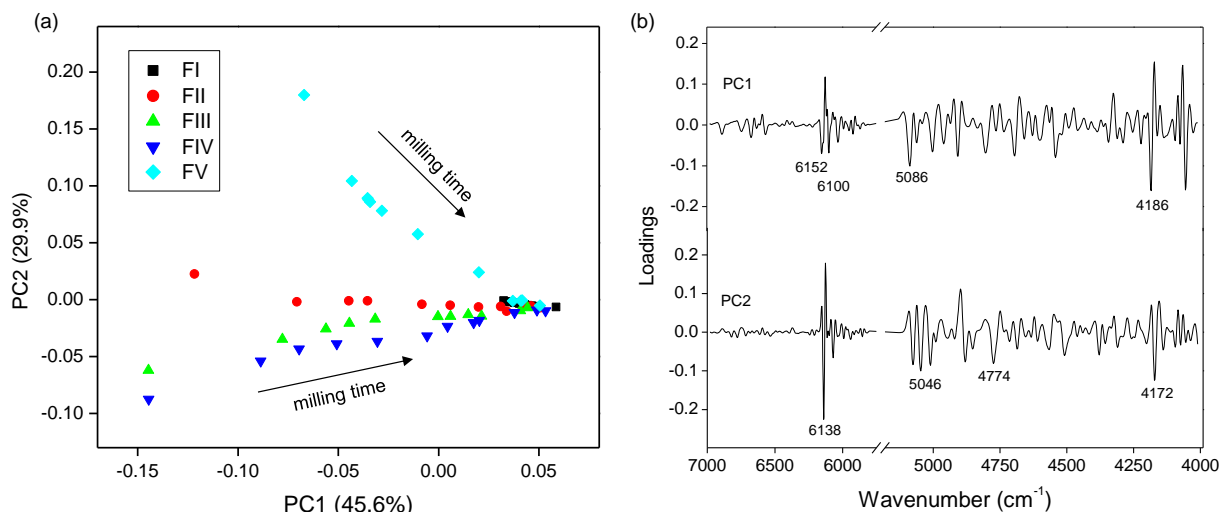 (a)
FI
FII
FIII
FIV
FV
milling time
milling time
0.20
0.15
0.10
0.05
0.00
-0.05
-0.10
PC2 (29.9%)
-0.15
-0.10
-0.05
0.00
0.05
PC1 (45.6%)
(b)
0.2
0.1
0.0
-0.1
-0.2
PC1
6152
6100
5086
4186
Loadings
0.2
0.1
0.0
-0.1
-0.2
PC2
6138
5046
4774
4172
7000
6500
6000
5000
4750
4500
4250
4000
Wavenumber (cm⁻¹)